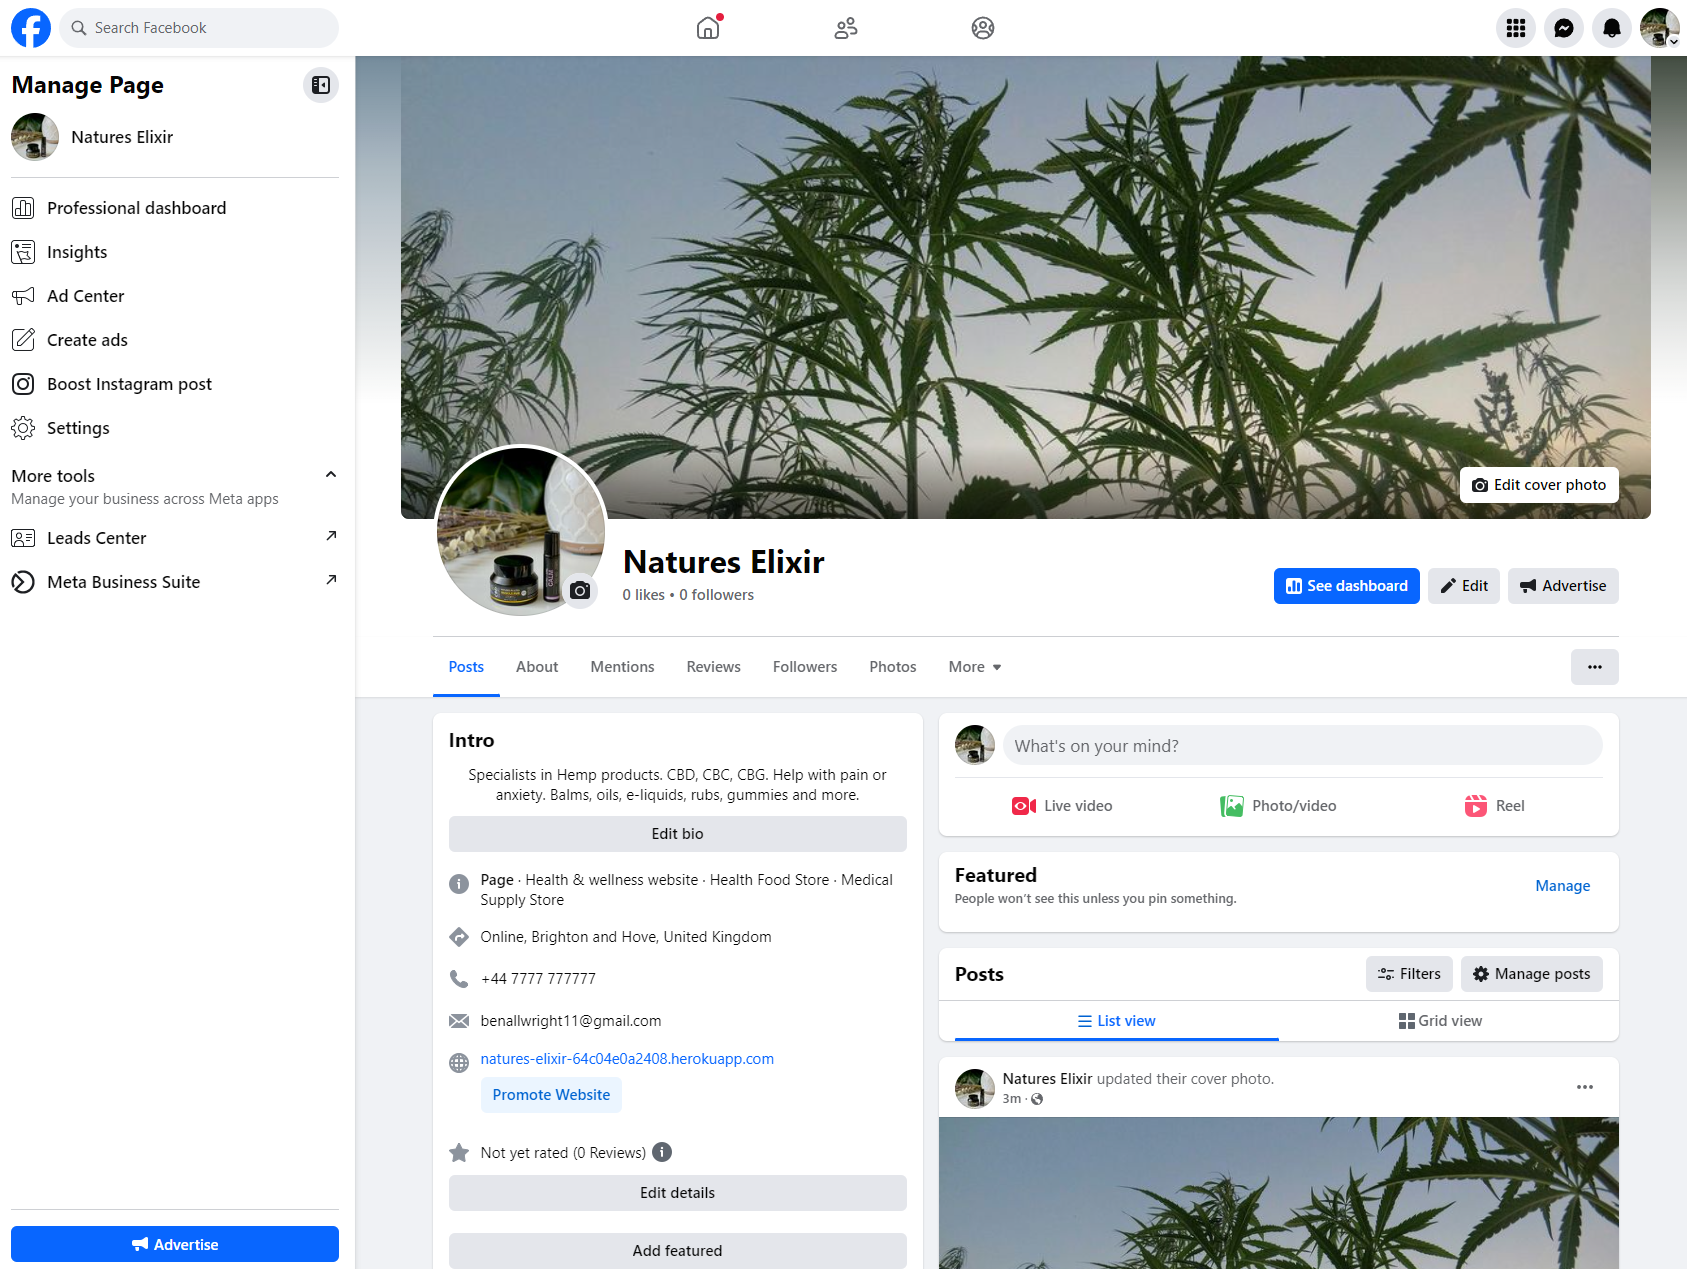 Search Facebook
Manage Page
Natures Elixir
Professional dashboard
Insights
Ad Center
Create ads
Boost Instagram post
Settings
More tools
Manage your business across Meta apps
Leads Center
Meta Business Suite
Advertise
Edit cover photo
Natures Elixir
0 likes • 0 followers
See dashboard
Edit
Advertise
Posts
About
Mentions
Reviews
Followers
Photos
More
Intro
Specialists in Hemp products. CBD, CBC, CBG. Help with pain or
anxiety. Balms, oils, e-liquids, rubs, gummies and more.
Edit bio
Page · Health & wellness website · Health Food Store · Medical
Supply Store
Online, Brighton and Hove, United Kingdom
+44 7777 777777
benallwright11@gmail.com
natures-elixir-64c04e0a2408.herokuapp.com
Promote Website
Not yet rated (0 Reviews)
Edit details
Add featured
What's on your mind?
Live video
Photo/video
Reel
Featured
People won't see this unless you pin something.
Manage
Posts
Filters
Manage posts
List view
Grid view
Natures Elixir updated their cover photo.
3m ·